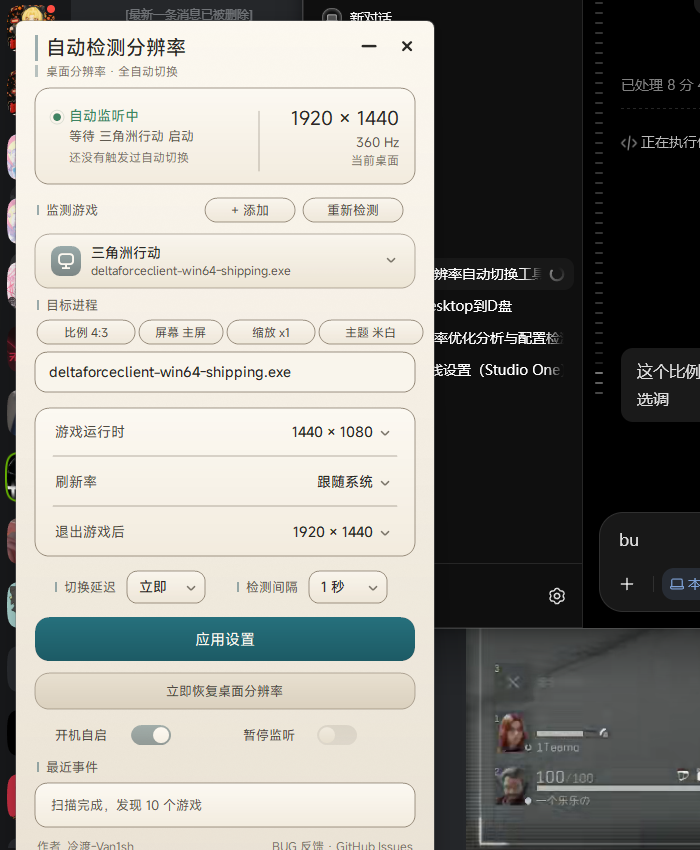 [最新一条消息已被删除]
新对话
自动检测分辨率
桌面分辨率 · 全自动切换
自动监听中
等待 三角洲行动 启动
还没有触发过自动切换
1920 × 1440
360 Hz
当前桌面
监测游戏
+ 添加
重新检测
三角洲行动
deltaforceclient-win64-shipping.exe
目标进程
比例 4:3
屏幕 主屏
缩放 x1
主题 米白
deltaforceclient-win64-shipping.exe
游戏运行时
1440 × 1080
刷新率
跟随系统
退出游戏后
1920 × 1440
切换延迟
立即
检测间隔
1 秒
应用设置
立即恢复桌面分辨率
开机自启
暂停监听
最近事件
扫描完成，发现 10 个游戏
作者 冷渡-Van1sh
BUG 反馈 · GitHub Issues
辨率自动切换工具
esktop到D盘
率优化分析与配置检
线设置（Studio One
已处理 8 分
正在执行
这个比例
选调
bu
本
3
1
1Teemo
2
100/100
一个乐乐の